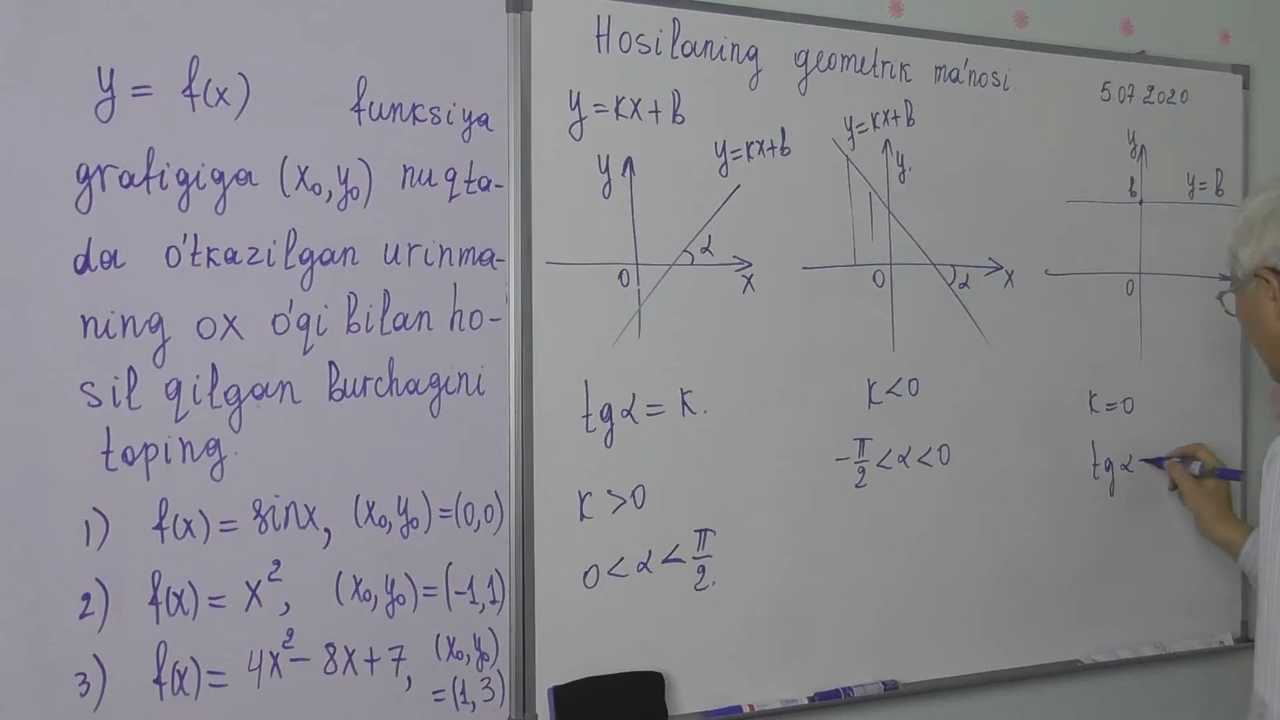 y = f(x) funksiya
grafigiga (x₀,y₀) nuqta-
da o'tkazilgan urinma-
ning ox o'qi bilan ho-
sil qilgan burchagini
toping.
1) f(x) = sinx, (x₀,y₀)=(0,0)
2) f(x) = x², (x₀,y₀)=(-1,1)
3) f(x) = 4x² - 8x + 7, (x₀,y₀)
=(1,3)
Hosilaning geometrik ma'nosi
5.07.2020
y = kx + b
y
y=kx+b
α
0
x
tgα = k.
k > 0
0 < α < π/2.
y=kx+b
y.
0
α
x
k < 0
-π/2 < α < 0
y
b
y = b
0
k = 0
tgα